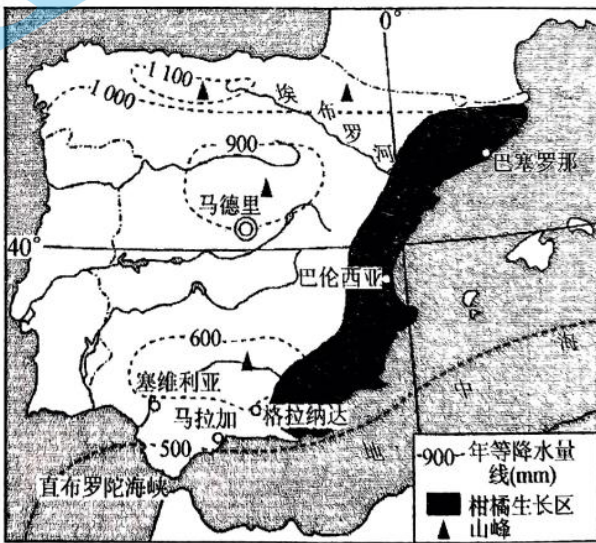 0°
1 100
1 000
埃布罗河
900
巴塞罗那
马德里
40°
巴伦西亚
600
塞维利亚
格拉纳达
马拉加
500
直布罗陀海峡
地中海
-900- 年等降水量
线(mm)
柑橘生长区
山峰